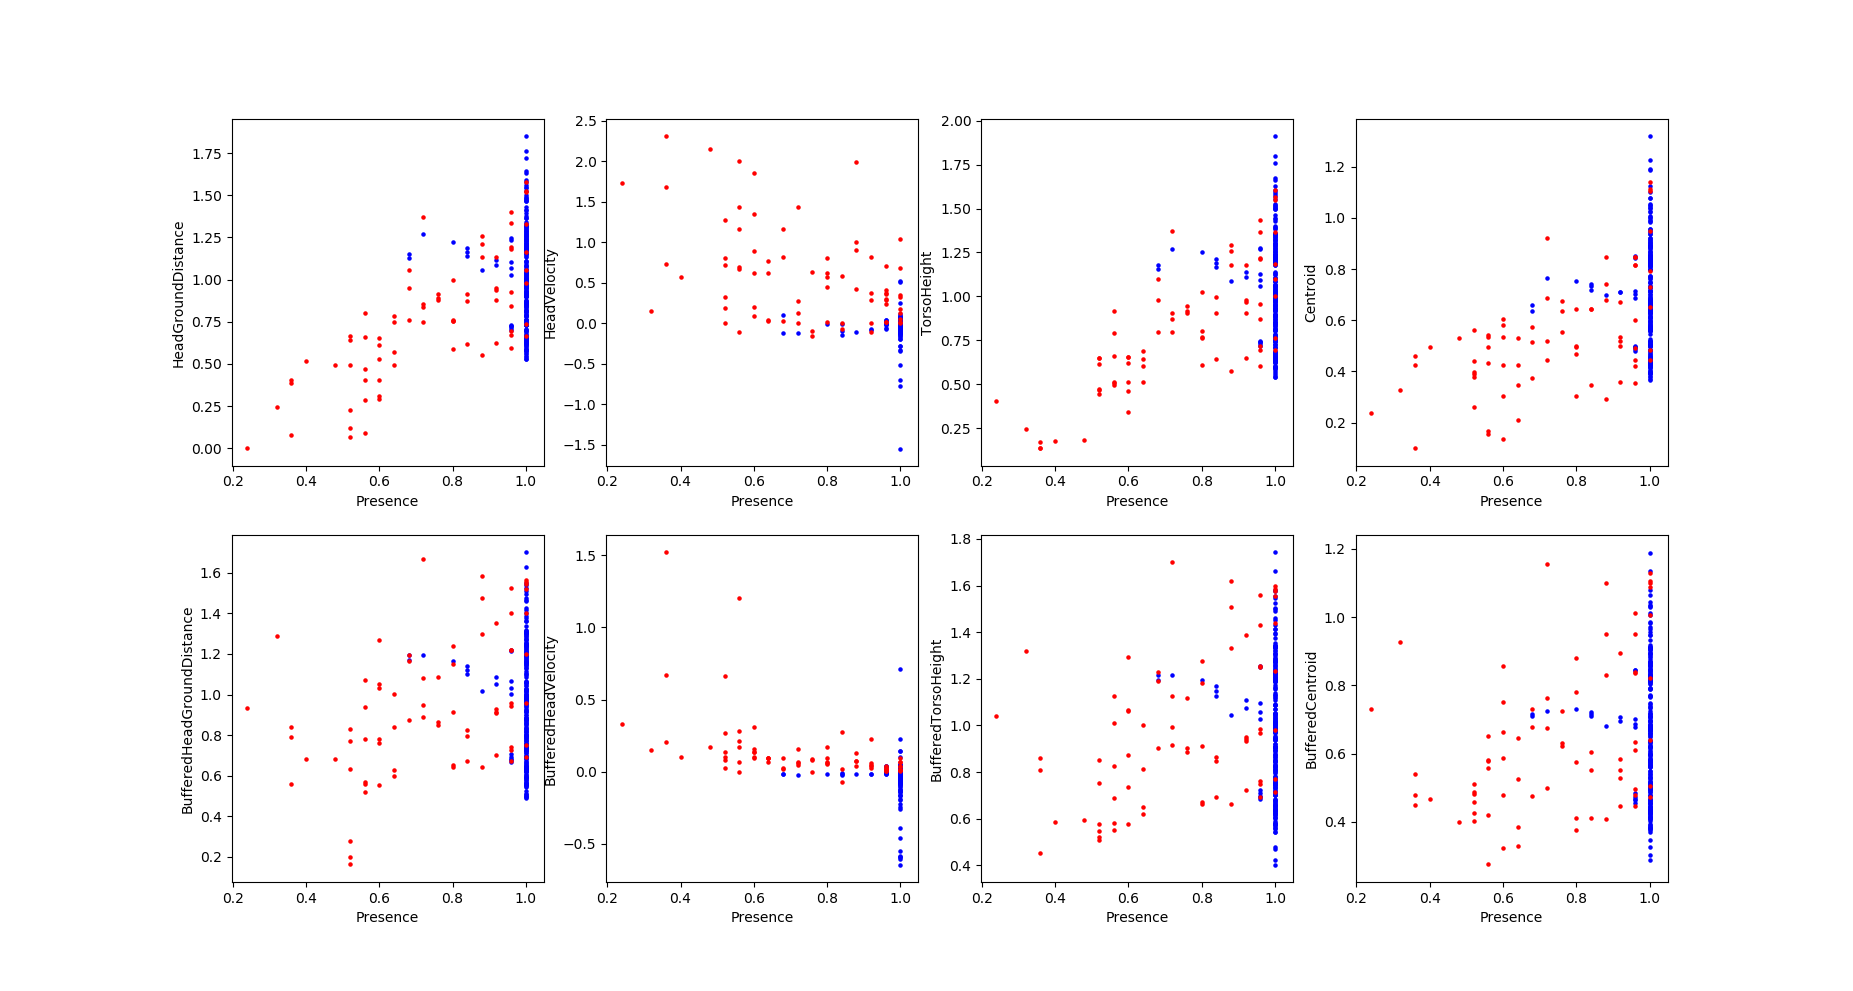 HeadGroundDistance
1.75
1.50
1.25
1.00
0.75
0.50
0.25
0.00
0.2 0.4 0.6 0.8 1.0
Presence
HeadVelocity
2.5
2.0
1.5
1.0
0.5
0.0
−0.5
−1.0
−1.5
0.2 0.4 0.6 0.8 1.0
Presence
TorsoHeight
2.00
1.75
1.50
1.25
1.00
0.75
0.50
0.25
0.2 0.4 0.6 0.8 1.0
Presence
Centroid
1.2
1.0
0.8
0.6
0.4
0.2
0.2 0.4 0.6 0.8 1.0
Presence
BufferedHeadGroundDistance
1.6
1.4
1.2
1.0
0.8
0.6
0.4
0.2
0.2 0.4 0.6 0.8 1.0
Presence
BufferedHeadVelocity
1.5
1.0
0.5
0.0
−0.5
0.2 0.4 0.6 0.8 1.0
Presence
BufferedTorsoHeight
1.8
1.6
1.4
1.2
1.0
0.8
0.6
0.4
0.2 0.4 0.6 0.8 1.0
Presence
BufferedCentroid
1.2
1.0
0.8
0.6
0.4
0.2 0.4 0.6 0.8 1.0
Presence